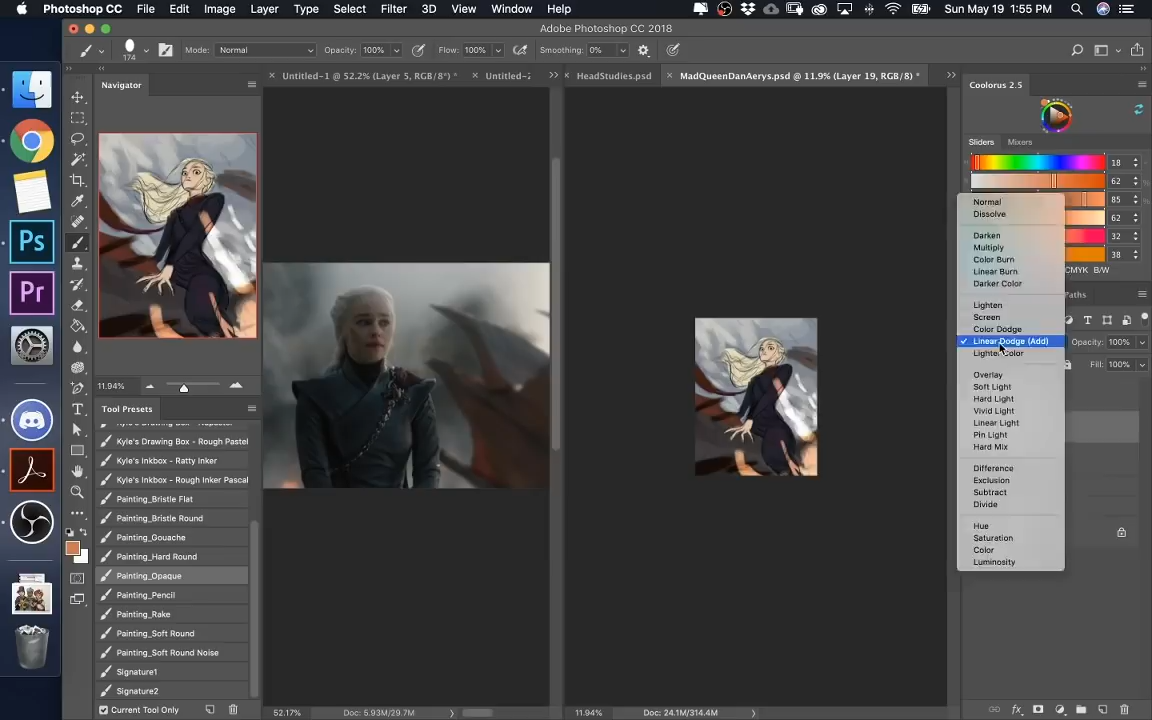 Photoshop CC File Edit Image Layer Type Select Filter 3D View Window Help Sun May 19 1:55 PM
Adobe Photoshop CC 2018
174 Mode: Normal Opacity: 100% Flow: 100% Smoothing: 0%
Navigator
Untitled-1 @ 52.2% (Layer 5, RGB/8*) *
HeadStudies.psd
MadQueenDanAerys.psd @ 11.9% (Layer 19, RGB/8) *
Coolorus 2.5
Sliders Mixers
18
62
85
62
32
38
CMYK B/W
Paths
Opacity: 100%
Fill: 100%
Normal
Dissolve
Darken
Multiply
Color Burn
Linear Burn
Darker Color
Lighten
Screen
Color Dodge
Linear Dodge (Add)
Lighter Color
Overlay
Soft Light
Hard Light
Vivid Light
Linear Light
Pin Light
Hard Mix
Difference
Exclusion
Subtract
Divide
Hue
Saturation
Color
Luminosity
11.94%
Tool Presets
Kyle's Drawing Box - Rough Pastel
Kyle's Inkbox - Ratty Inker
Kyle's Inkbox - Rough Inker Pascal
Painting_Bristle Flat
Painting_Bristle Round
Painting_Gouache
Painting_Hard Round
Painting_Opaque
Painting_Pencil
Painting_Rake
Painting_Soft Round
Painting_Soft Round Noise
Signature1
Signature2
Current Tool Only
52.17% Doc: 5.93M/29.7M
11.94% Doc: 24.1M/314.4M
Ps
Pr